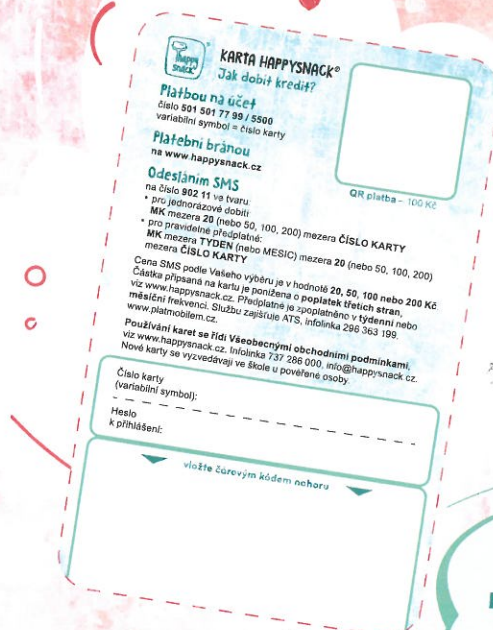 happy
snack®
KARTA HAPPYSNACK®
Jak dobít kredit?
Platbou na účet
číslo 501 501 77 99 / 5500
variabilní symbol = číslo karty
Platební bránou
na www.happysnack.cz
Odesláním SMS
na číslo 902 11 ve tvaru:
• pro jednorázové dobití
MK mezera 20 (nebo 50, 100, 200) mezera ČÍSLO KARTY
• pro pravidelné předplatné:
MK mezera TYDEN (nebo MESIC) mezera 20 (nebo 50, 100, 200)
mezera ČÍSLO KARTY
QR platba – 100 Kč
Cena SMS podle Vašeho výběru je v hodnotě 20, 50, 100 nebo 200 Kč
Částka připsaná na kartu je ponížena o poplatek třetích stran,
viz www.happysnack.cz. Předplatné je zpoplatněno v týdenní nebo
měsíční frekvenci. Službu zajišťuje ATS, infolinka 296 363 199.
www.platmobilem.cz.
Používání karet se řídí Všeobecnými obchodními podmínkami,
viz www.happysnack.cz. Infolinka 737 286 000, info@happysnack.cz.
Nové karty se vyzvedávají ve škole u pověřené osoby.
Číslo karty
(variabilní symbol):
Heslo
k přihlášení:
vložte čárovým kódem nahoru